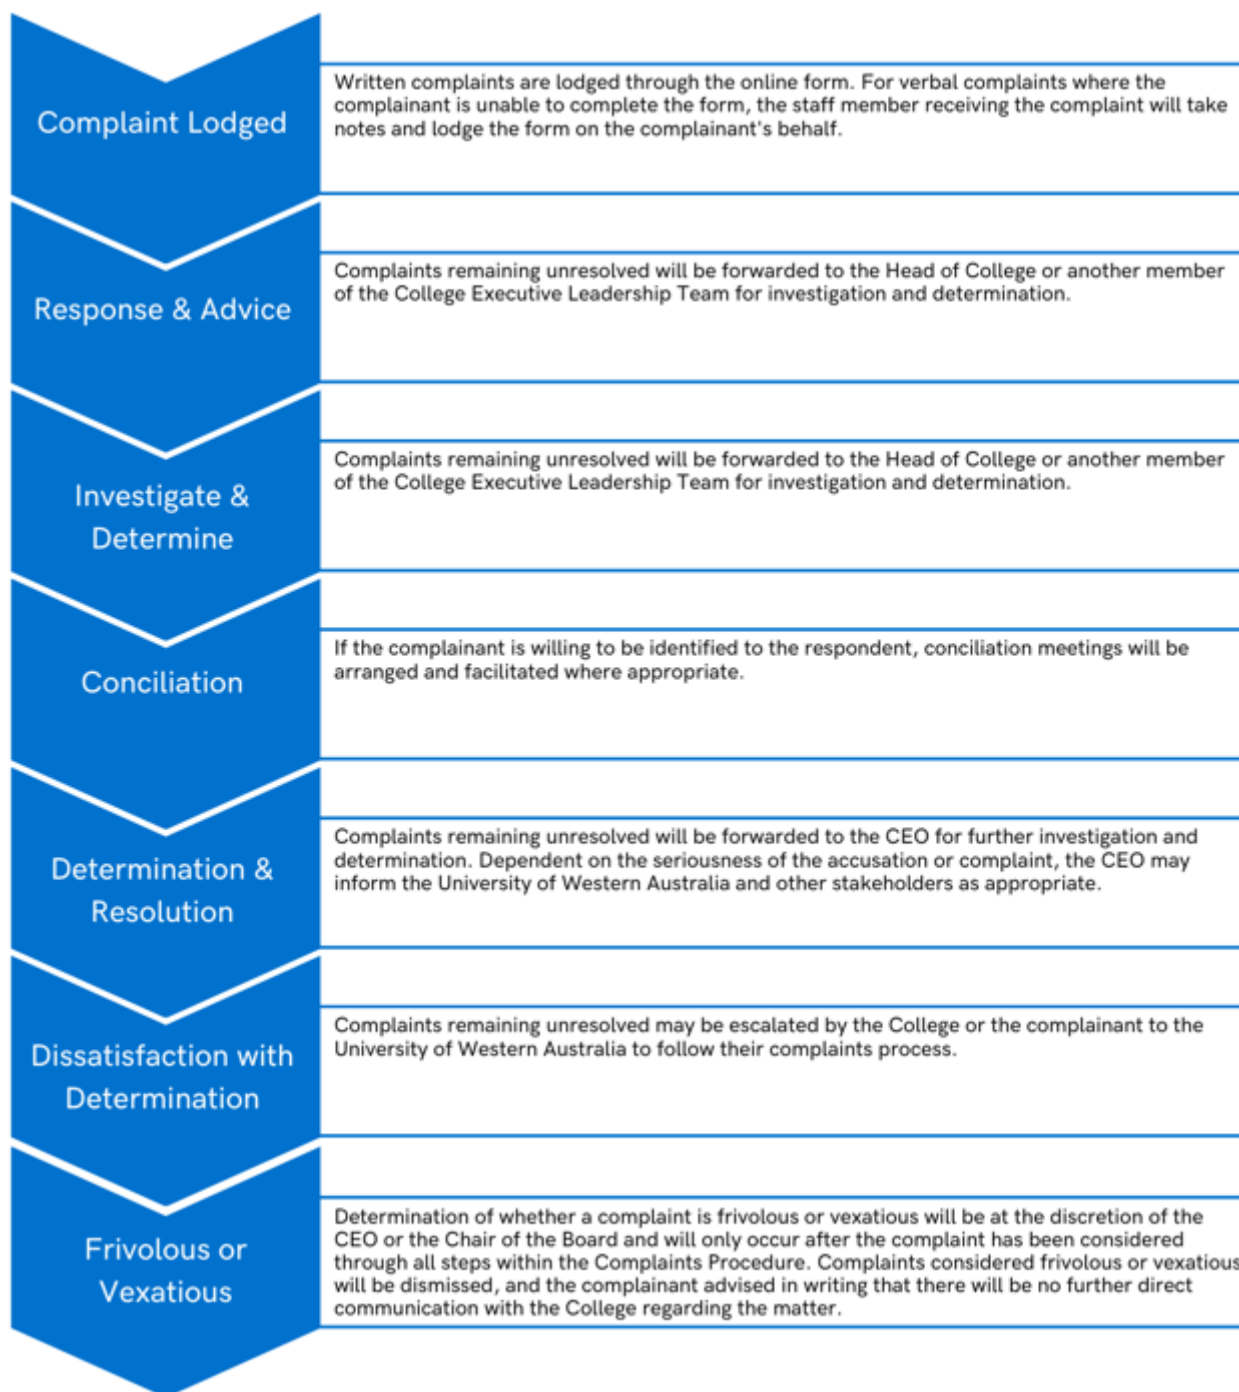 Complaint Lodged
Written complaints are lodged through the online form. For verbal complaints where the
complainant is unable to complete the form, the staff member receiving the complaint will take
notes and lodge the form on the complainant's behalf.
Response & Advice
Complaints remaining unresolved will be forwarded to the Head of College or another member
of the College Executive Leadership Team for investigation and determination.
Investigate &
Determine
Complaints remaining unresolved will be forwarded to the Head of College or another member
of the College Executive Leadership Team for investigation and determination.
Conciliation
If the complainant is willing to be identified to the respondent, conciliation meetings will be
arranged and facilitated where appropriate.
Determination &
Resolution
Complaints remaining unresolved will be forwarded to the CEO for further investigation and
determination. Dependent on the seriousness of the accusation or complaint, the CEO may
inform the University of Western Australia and other stakeholders as appropriate.
Dissatisfaction with
Determination
Complaints remaining unresolved may be escalated by the College or the complainant to the
University of Western Australia to follow their complaints process.
Frivolous or
Vexatious
Determination of whether a complaint is frivolous or vexatious will be at the discretion of the
CEO or the Chair of the Board and will only occur after the complaint has been considered
through all steps within the Complaints Procedure. Complaints considered frivolous or vexatious
will be dismissed, and the complainant advised in writing that there will be no further direct
communication with the College regarding the matter.